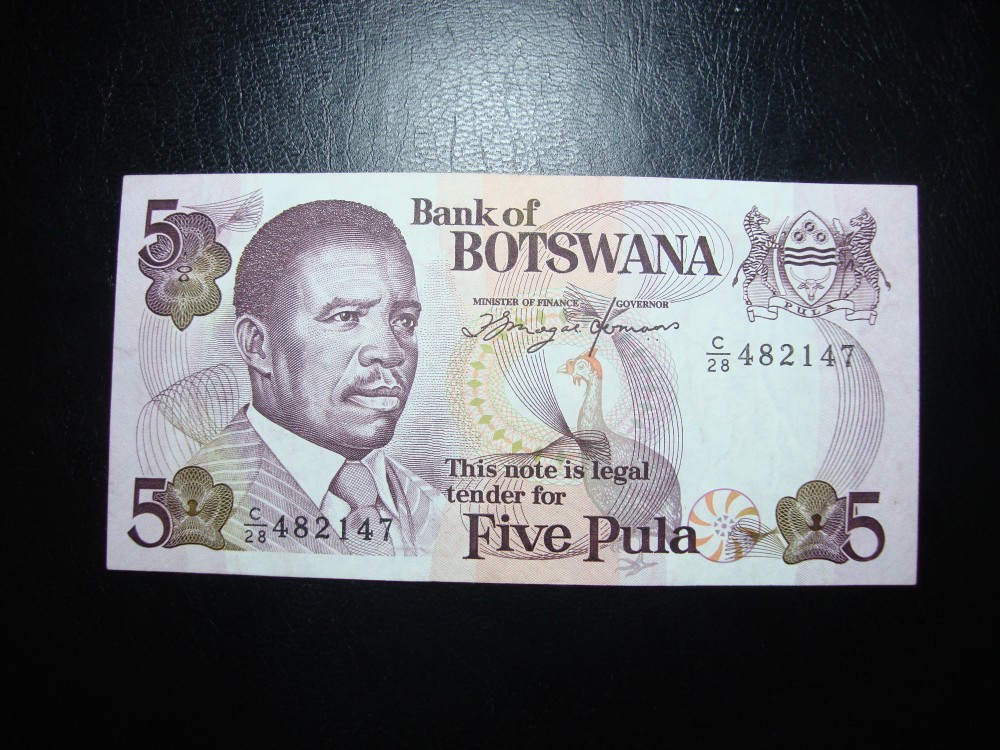 5
Bank of
BOTSWANA
MINISTER OF FINANCE GOVERNOR
PULA
C/28 482147
This note is legal
tender for
Five Pula
5
C/28 482147
5